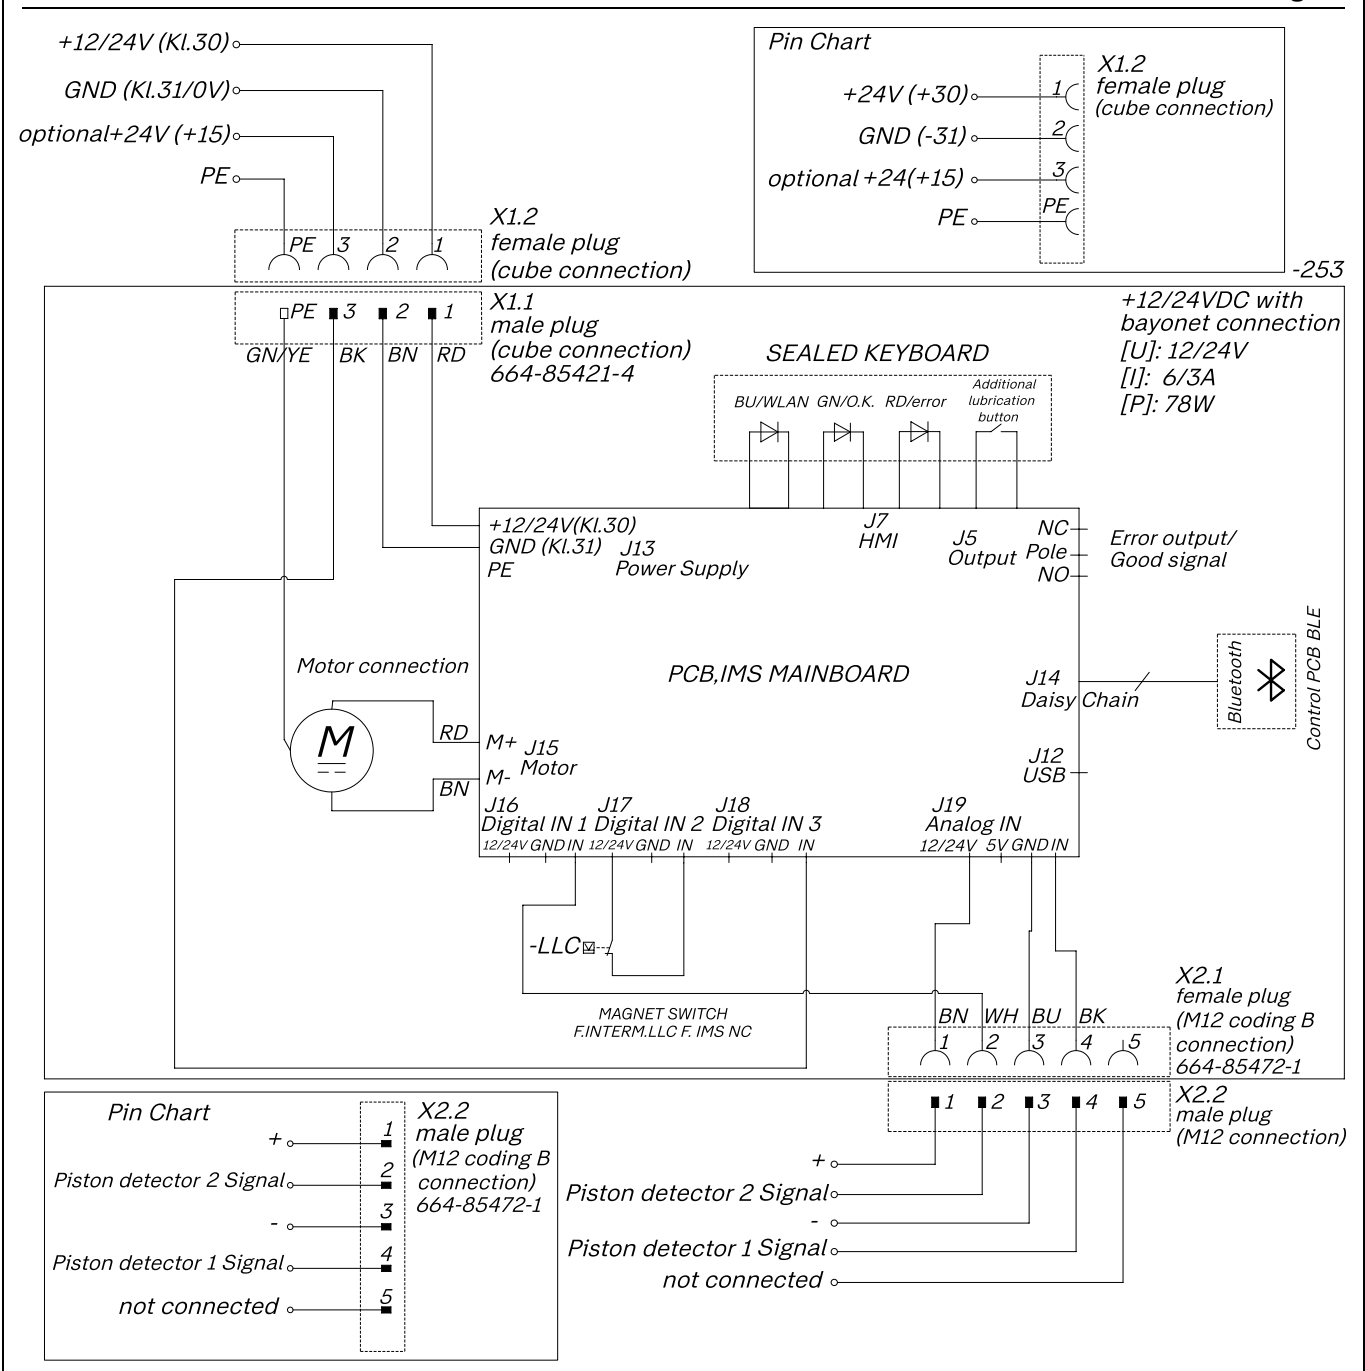 +12/24V (Kl.30)
GND (Kl.31/0V)
optional+24V (+15)
PE
PE 3 2 1
X1.2
female plug
(cube connection)
Pin Chart
+24V (+30)
GND (-31)
optional +24(+15)
PE
1
2
3
PE
X1.2
female plug
(cube connection)
-253
PE 3 2 1
GN/YE BK BN RD
X1.1
male plug
(cube connection)
664-85421-4
+12/24VDC with
bayonet connection
[U]: 12/24V
[I]: 6/3A
[P]: 78W
SEALED KEYBOARD
BU/WLAN GN/O.K. RD/error
Additional
lubrication
button
+12/24V(Kl.30)
GND (Kl.31)
PE
J13
Power Supply
J7
HMI
J5
Output
NC
Pole
NO
Error output/
Good signal
Motor connection
PCB,IMS MAINBOARD
J14
Daisy Chain
Bluetooth
Control PCB BLE
M
RD
BN
M+
M-
J15
Motor
J12
USB
J16
Digital IN 1
12/24V GND IN
J17
Digital IN 2
12/24V GND IN
J18
Digital IN 3
12/24V GND IN
J19
Analog IN
12/24V 5V GND IN
-LLC
MAGNET SWITCH
F.INTERM.LLC F. IMS NC
BN WH BU BK
1 2 3 4 5
X2.1
female plug
(M12 coding B
connection)
664-85472-1
1 2 3 4 5
X2.2
male plug
(M12 connection)
+
Piston detector 2 Signal
-
Piston detector 1 Signal
not connected
Pin Chart
+
Piston detector 2 Signal
-
Piston detector 1 Signal
not connected
1
2
3
4
5
X2.2
male plug
(M12 coding B
connection)
664-85472-1